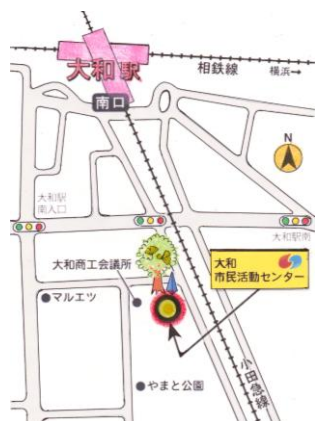 大和駅
相鉄線
横浜→
南口
N
大和駅
南入口
大和駅南
大和商工会議所
大和
市民活動センター
マルエツ
やまと公園
小田急線